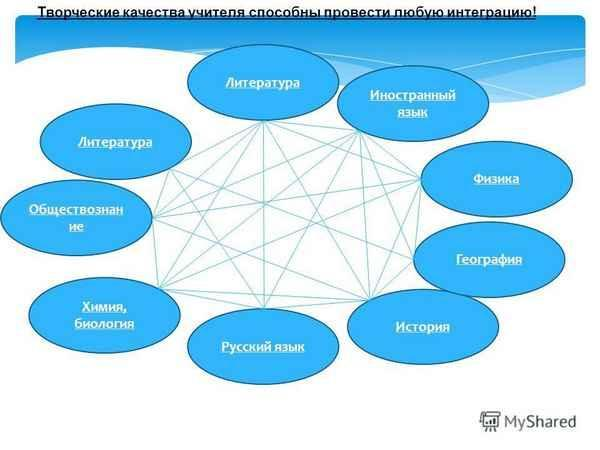 Творческие качества учителя способны провести любую интеграцию!
Литература
Иностранный
язык
Литература
Физика
Обществознан
ие
География
Химия,
биология
История
Русский язык
MyShared